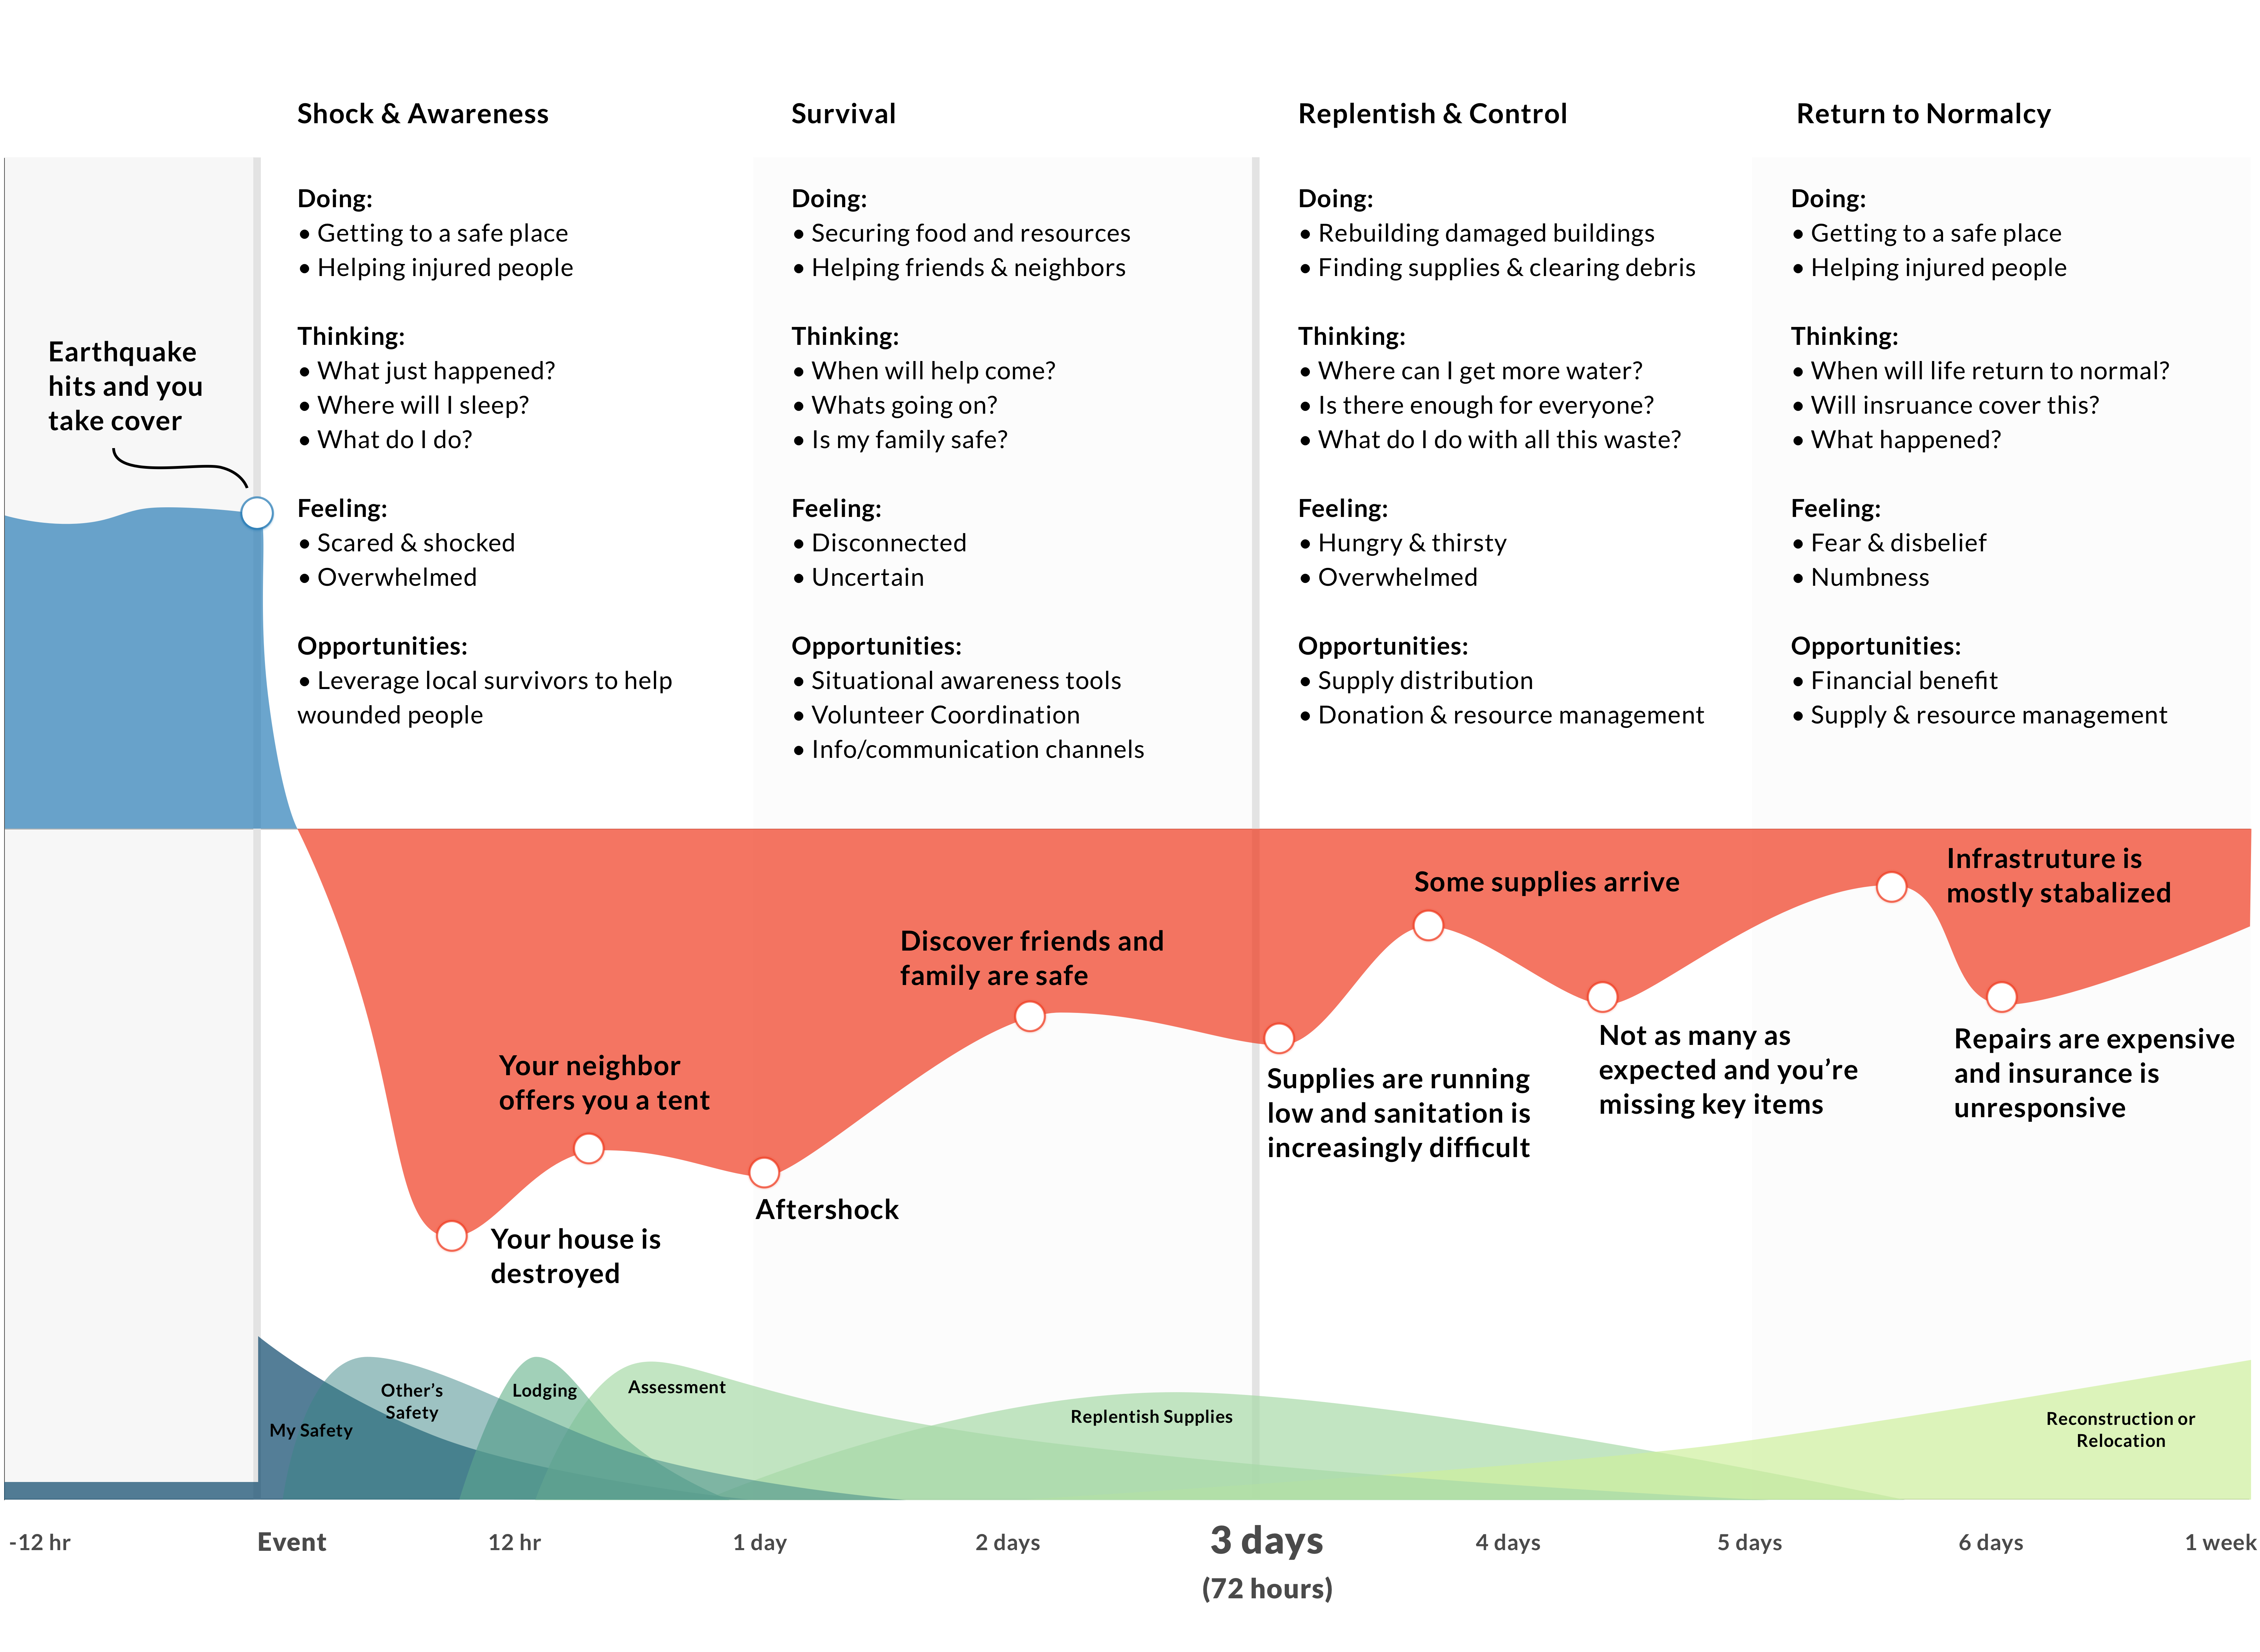 Shock & Awareness
Survival
Replentish & Control
Return to Normalcy
Earthquake
hits and you
take cover
Doing:
• Getting to a safe place
• Helping injured people
Thinking:
• What just happened?
• Where will I sleep?
• What do I do?
Feeling:
• Scared & shocked
• Overwhelmed
Opportunities:
• Leverage local survivors to help
wounded people
Doing:
• Securing food and resources
• Helping friends & neighbors
Thinking:
• When will help come?
• Whats going on?
• Is my family safe?
Feeling:
• Disconnected
• Uncertain
Opportunities:
• Situational awareness tools
• Volunteer Coordination
• Info/communication channels
Doing:
• Rebuilding damaged buildings
• Finding supplies & clearing debris
Thinking:
• Where can I get more water?
• Is there enough for everyone?
• What do I do with all this waste?
Feeling:
• Hungry & thirsty
• Overwhelmed
Opportunities:
• Supply distribution
• Donation & resource management
Doing:
• Getting to a safe place
• Helping injured people
Thinking:
• When will life return to normal?
• Will insruance cover this?
• What happened?
Feeling:
• Fear & disbelief
• Numbness
Opportunities:
• Financial benefit
• Supply & resource management
Your house is
destroyed
Your neighbor
offers you a tent
Aftershock
Discover friends and
family are safe
Supplies are running
low and sanitation is
increasingly difficult
Some supplies arrive
Not as many as
expected and you’re
missing key items
Infrastruture is
mostly stabalized
Repairs are expensive
and insurance is
unresponsive
My Safety
Other’s
Safety
Lodging
Assessment
Replentish Supplies
Reconstruction or
Relocation
-12 hr
Event
12 hr
1 day
2 days
3 days
(72 hours)
4 days
5 days
6 days
1 week